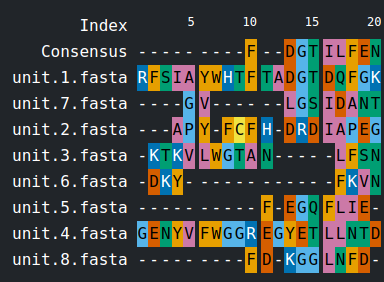 Index 5 10 15 20
Consensus ---------F--DGTILFEN
unit.1.fasta RFSIAYWHTFTADGTDQFGK
unit.7.fasta ----GV------LGSIDANT
unit.2.fasta ---APY-FCFH-DRDIAPEG
unit.3.fasta -KTKVLWGTAN-----LFSN
unit.6.fasta -DKY------------FKVN
unit.5.fasta ----------F-EGQFLIE-
unit.4.fasta GENYVFWGGREGYETLLNTD
unit.8.fasta ---------FD-KGGLNFD-